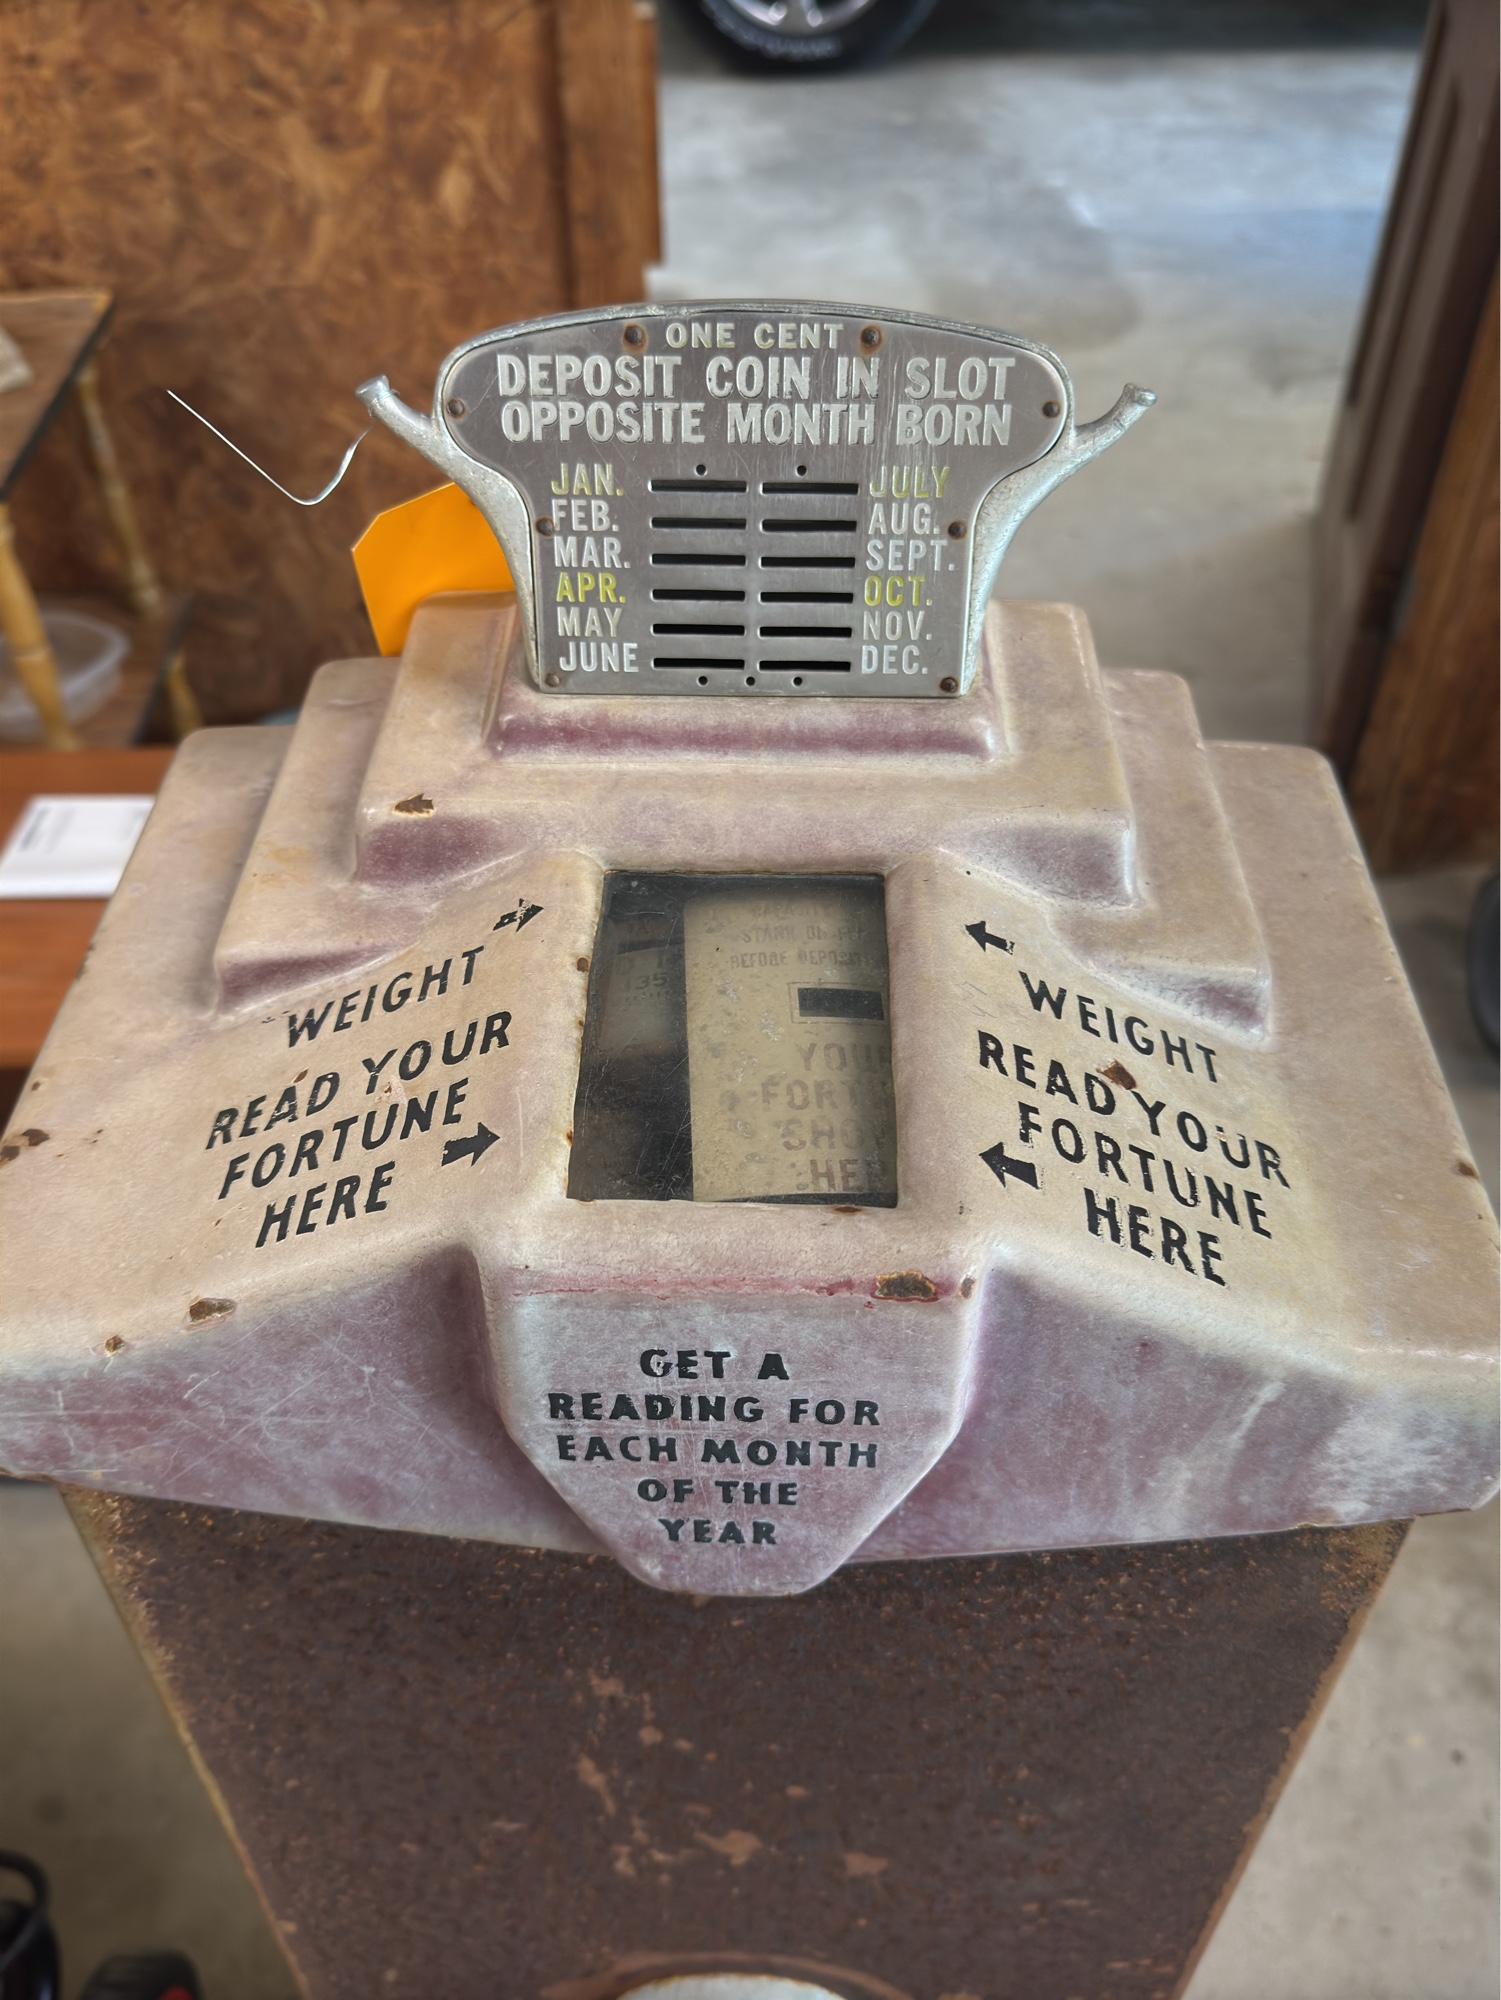 ONE CENT
DEPOSIT COIN IN SLOT
OPPOSITE MONTH BORN
JAN. JULY
FEB. AUG.
MAR. SEPT.
APR. OCT.
MAY NOV.
JUNE DEC.
WEIGHT
READ YOUR
FORTUNE
HERE
135
WEIGHT
READ YOUR
FORTUNE
HERE
GET A
READING FOR
EACH MONTH
OF THE
YEAR